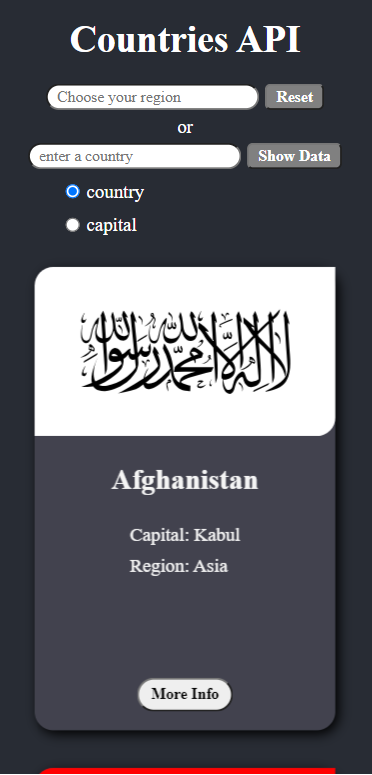 Countries API
Choose your region Reset
or
enter a country Show Data
country
capital
لا إله إلا الله محمد رسول الله
Afghanistan
Capital: Kabul
Region: Asia
More Info